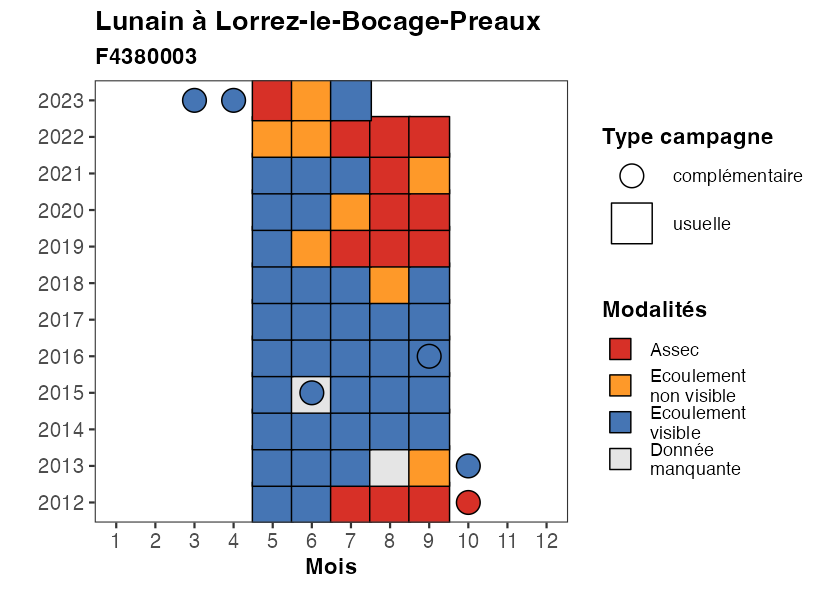 Lunain à Lorrez-le-Bocage-Preaux
F4380003
2023
2022
2021
2020
2019
2018
2017
2016
2015
2014
2013
2012
1 2 3 4 5 6 7 8 9 10 11 12
Mois
Type campagne
complémentaire
usuelle
Modalités
Assec
Ecoulement
non visible
Ecoulement
visible
Donnée
manquante